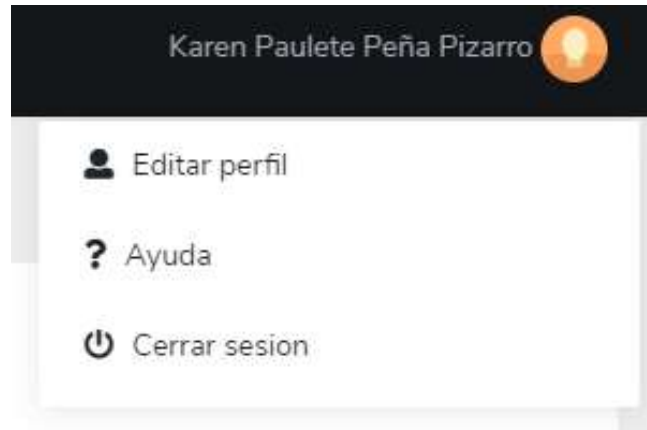 Karen Paulete Peña Pizarro
Editar perfil
? Ayuda
Cerrar sesion